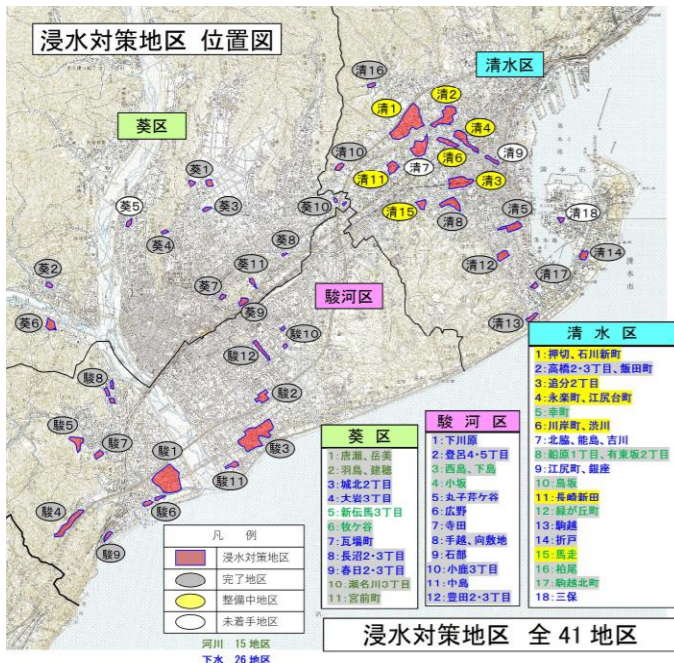 浸水対策地区 位置図
清水区
葵区
駿河区
清16
清1
清2
清4
清9
清10
清7
清6
清11
清3
清15
清8
清5
清18
清12
清14
清17
清13
葵1
葵5
葵3
葵10
葵4
葵8
葵2
葵11
葵7
葵6
葵9
駿10
駿12
駿8
駿2
駿5
駿7
駿1
駿3
駿11
駿6
駿4
駿9
清水市
清水市
凡例
浸水対策地区
完了地区
整備中地区
未着手地区
河川 15地区
下水 26地区
葵区
1:唐瀬、岳美
2:羽鳥、建穂
3:城北2丁目
4:大岩3丁目
5:新伝馬3丁目
6:牧ケ谷
7:瓦場町
8:長沼2・3丁目
9:春日2・3丁目
10:瀬名川3丁目
11:宮前町
駿河区
1:下川原
2:登呂4・5丁目
3:西島、下島
4:小坂
5:丸子芹ケ谷
6:広野
7:寺田
8:手越、向敷地
9:石部
10:小鹿3丁目
11:中島
12:豊田2・3丁目
清水区
1:押切、石川新町
2:高橋2・3丁目、飯田町
3:追分2丁目
4:永楽町、江尻台町
5:幸町
6:川岸町、渋川
7:北脇、能島、吉川
8:船原1丁目、有東坂2丁目
9:江尻町、銀座
10:鳥坂
11:長崎新田
12:緑が丘町
13:駒越
14:折戸
15:馬走
16:柏尾
17:駒越北町
18:三保
浸水対策地区 全41地区